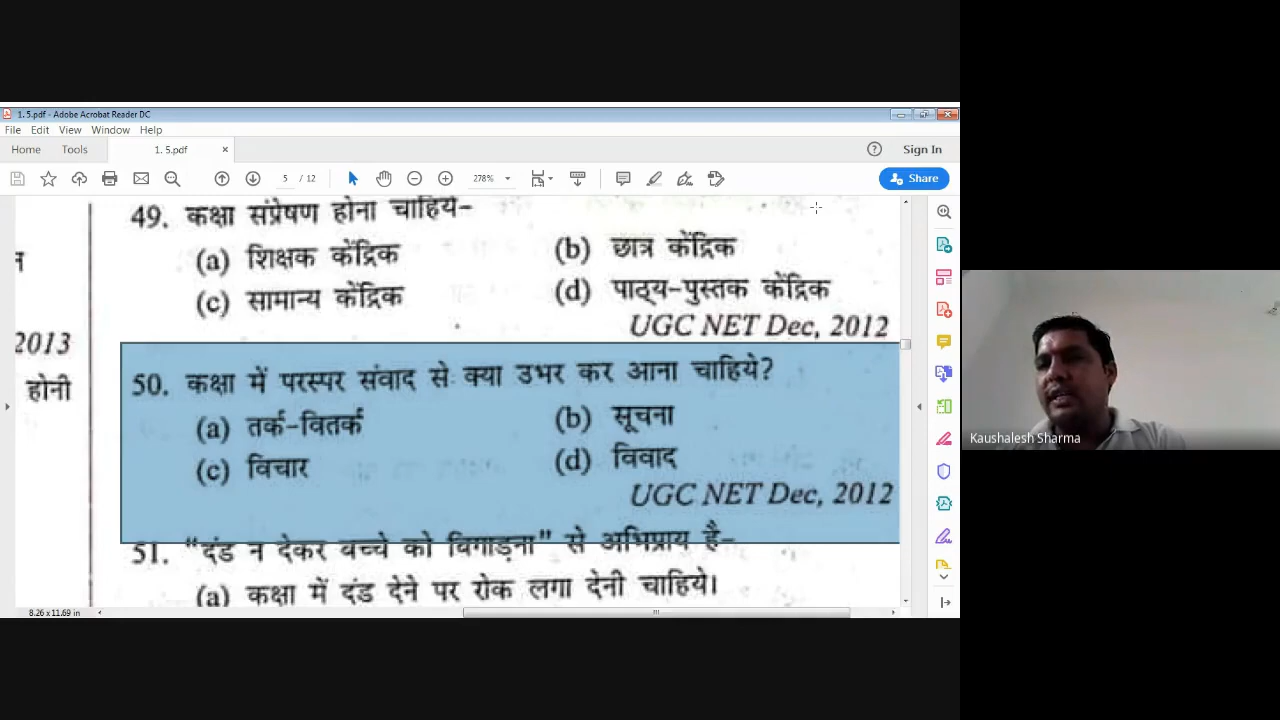 1. 5.pdf - Adobe Acrobat Reader DC
File Edit View Window Help
Home Tools 1. 5.pdf x Sign In
5 / 12 278% Share
49. कक्षा संप्रेषण होना चाहिये-
(a) शिक्षक केंद्रिक (b) छात्र केंद्रिक
(c) सामान्य केंद्रिक (d) पाठ्य-पुस्तक केंद्रिक
UGC NET Dec, 2012
2013
होनी
50. कक्षा में परस्पर संवाद से क्या उभर कर आना चाहिये?
(a) तर्क-वितर्क (b) सूचना
(c) विचार (d) विवाद
UGC NET Dec, 2012
51. “दंड न देकर बच्चे को बिगाड़ना” से अभिप्राय है-
(a) कक्षा में दंड देने पर रोक लगा देनी चाहिये।
8.26 x 11.69 in
Kaushalesh Sharma